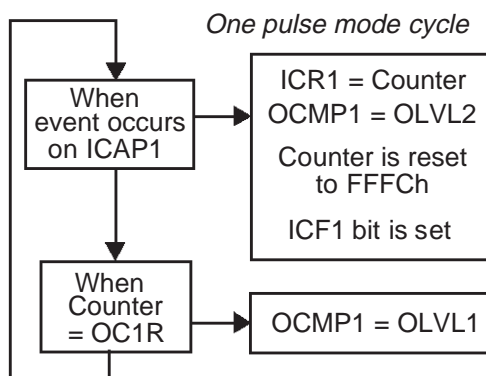 One pulse mode cycle
When
event occurs
on ICAP1
ICR1 = Counter
OCMP1 = OLVL2
Counter is reset
to FFFCh
ICF1 bit is set
When
Counter
= OC1R
OCMP1 = OLVL1